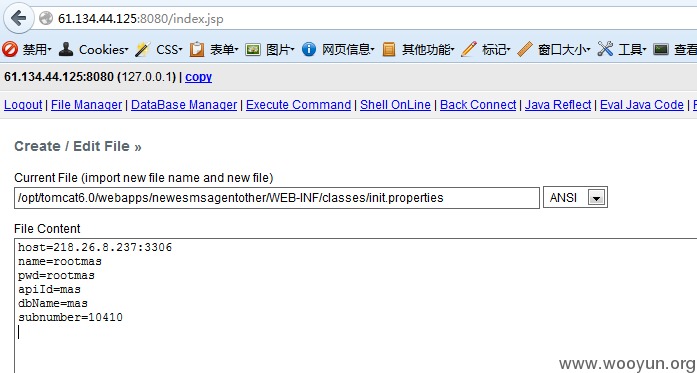 61.134.44.125:8080/index.jsp
禁用 Cookies CSS 表单 图片 网页信息 其他功能 标记 窗口大小 工具 查看
61.134.44.125:8080 (127.0.0.1) | copy
Logout | File Manager | DataBase Manager | Execute Command | Shell OnLine | Back Connect | Java Reflect | Eval Java Code |
Create / Edit File »
Current File (import new file name and new file)
/opt/tomcat6.0/webapps/newesmsagentother/WEB-INF/classes/init.properties ANSI
File Content
host=218.26.8.237:3306
name=rootmas
pwd=rootmas
apiId=mas
dbName=mas
subnumber=10410
www.wooyun.org